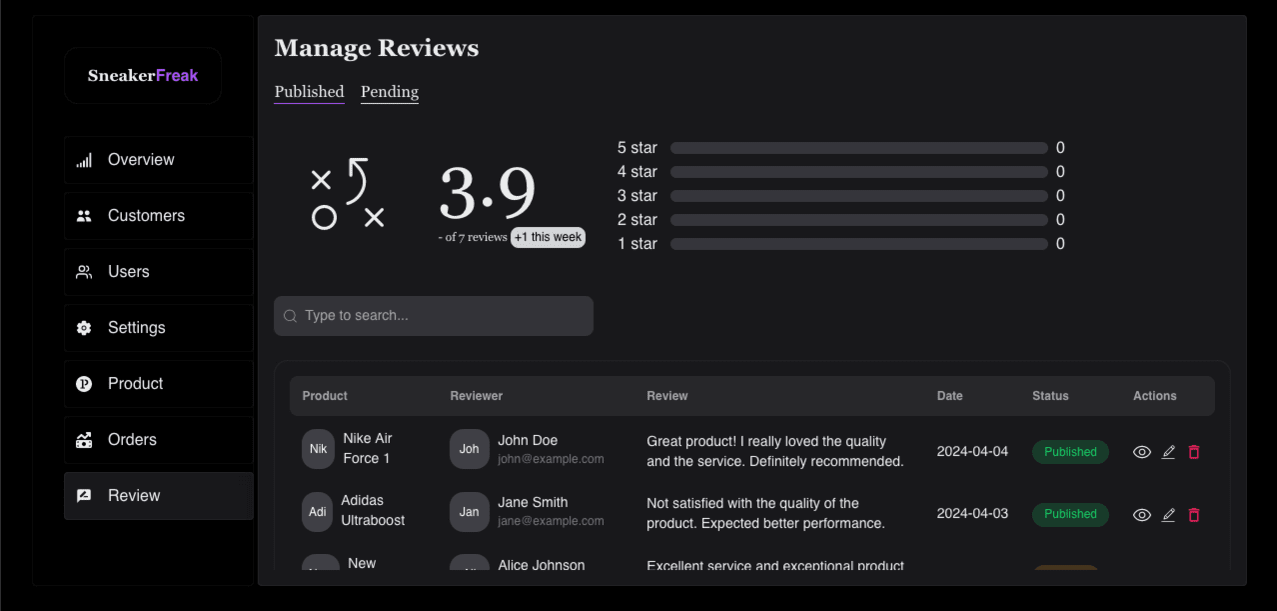 SneakerFreak
Overview
Customers
Users
Settings
Product
Orders
Review
Manage Reviews
Published Pending
3.9
- of 7 reviews +1 this week
5 star 0
4 star 0
3 star 0
2 star 0
1 star 0
Type to search...
Product Reviewer Review Date Status Actions
Nik
Nike Air
Force 1
Joh
John Doe
john@example.com
Great product! I really loved the quality
and the service. Definitely recommended.
2024-04-04
Published
Adi
Adidas
Ultraboost
Jan
Jane Smith
jane@example.com
Not satisfied with the quality of the
product. Expected better performance.
2024-04-03
Published
New
Alice Johnson
Excellent service and exceptional product